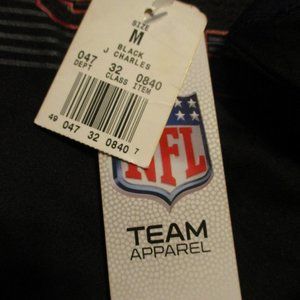 SIZE
M
BLACK
J CHARLES
047 32 0840
DEPT CLASS ITEM
49 047 32 0840 7
NFL
TEAM
APPAREL